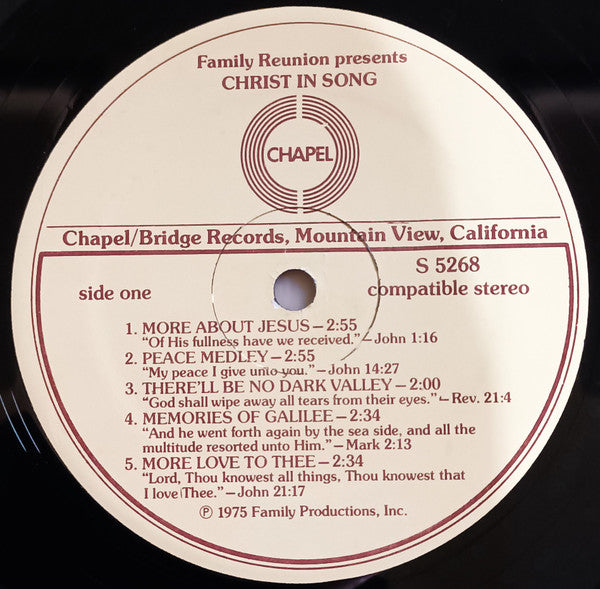 Family Reunion presents
CHRIST IN SONG
CHAPEL
Chapel/Bridge Records, Mountain View, California
S 5268
side one
compatible stereo
1. MORE ABOUT JESUS—2:55
"Of His fullness have we received."—John 1:16
2. PEACE MEDLEY—2:55
"My peace I give unto you."—John 14:27
3. THERE'LL BE NO DARK VALLEY—2:00
"God shall wipe away all tears from their eyes."—Rev. 21:4
4. MEMORIES OF GALILEE—2:34
"And he went forth again by the sea side, and all the
multitude resorted unto Him."—Mark 2:13
5. MORE LOVE TO THEE—2:34
"Lord, Thou knowest all things, Thou knowest that
I love Thee."—John 21:17
Ⓟ 1975 Family Productions, Inc.